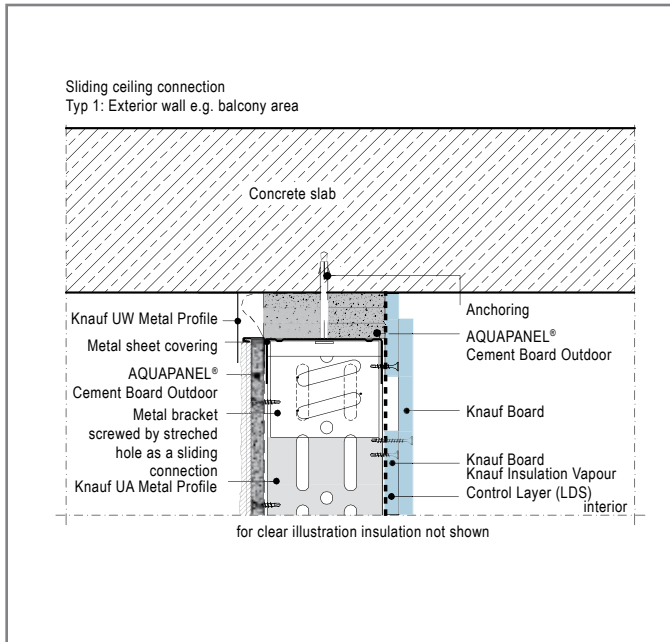 Sliding ceiling connection
Typ 1: Exterior wall e.g. balcony area
Concrete slab
Knauf UW Metal Profile
Metal sheet covering
AQUAPANEL®
Cement Board Outdoor
Metal bracket
screwed by streched
hole as a sliding
connection
Knauf UA Metal Profile
Anchoring
AQUAPANEL®
Cement Board Outdoor
Knauf Board
Knauf Board
Knauf Insulation Vapour
Control Layer (LDS)
interior
for clear illustration insulation not shown